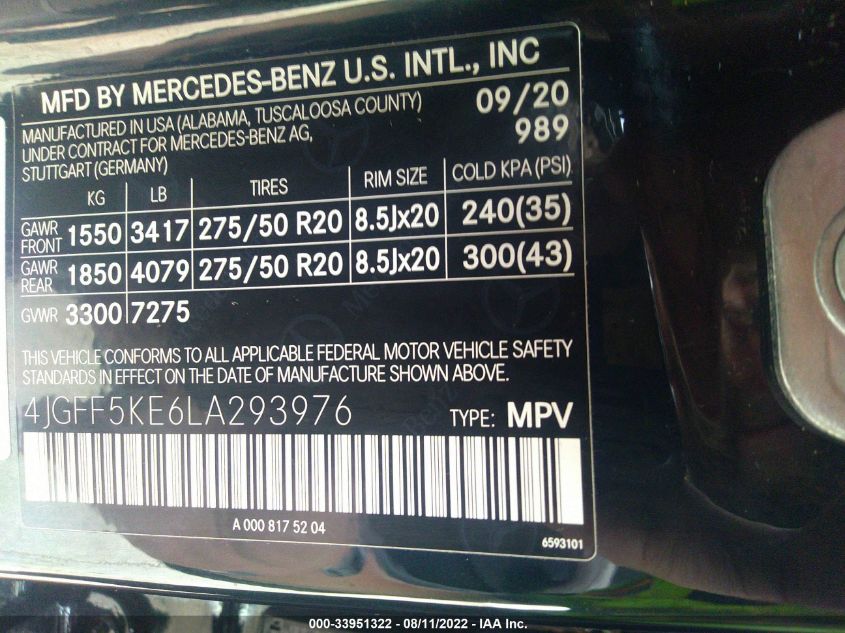 MFD BY MERCEDES-BENZ U.S. INTL., INC
MANUFACTURED IN USA (ALABAMA, TUSCALOOSA COUNTY) 09/20
UNDER CONTRACT FOR MERCEDES-BENZ AG, 989
STUTTGART (GERMANY)
KG LB TIRES RIM SIZE COLD KPA (PSI)
GAWR FRONT 1550 3417 275/50 R20 8.5Jx20 240(35)
GAWR REAR 1850 4079 275/50 R20 8.5Jx20 300(43)
GVWR 3300 7275
THIS VEHICLE CONFORMS TO ALL APPLICABLE FEDERAL MOTOR VEHICLE SAFETY
STANDARDS IN EFFECT ON THE DATE OF MANUFACTURE SHOWN ABOVE.
4JGFF5KE6LA293976 TYPE: MPV
A 000 817 52 04
6593101
000-33951322 - 08/11/2022 - IAA Inc.